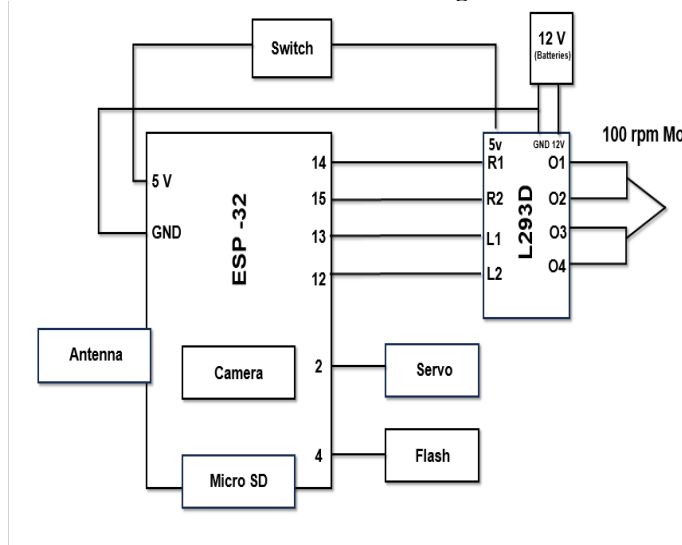 Switch
12 V
(Batteries)
100 rpm Mo
5v
GND 12V
14
R1
O1
5 V
15
R2
O2
GND
ESP -32
13
L1
L293D
O3
12
L2
O4
Antenna
Camera
2
Servo
4
Flash
Micro SD